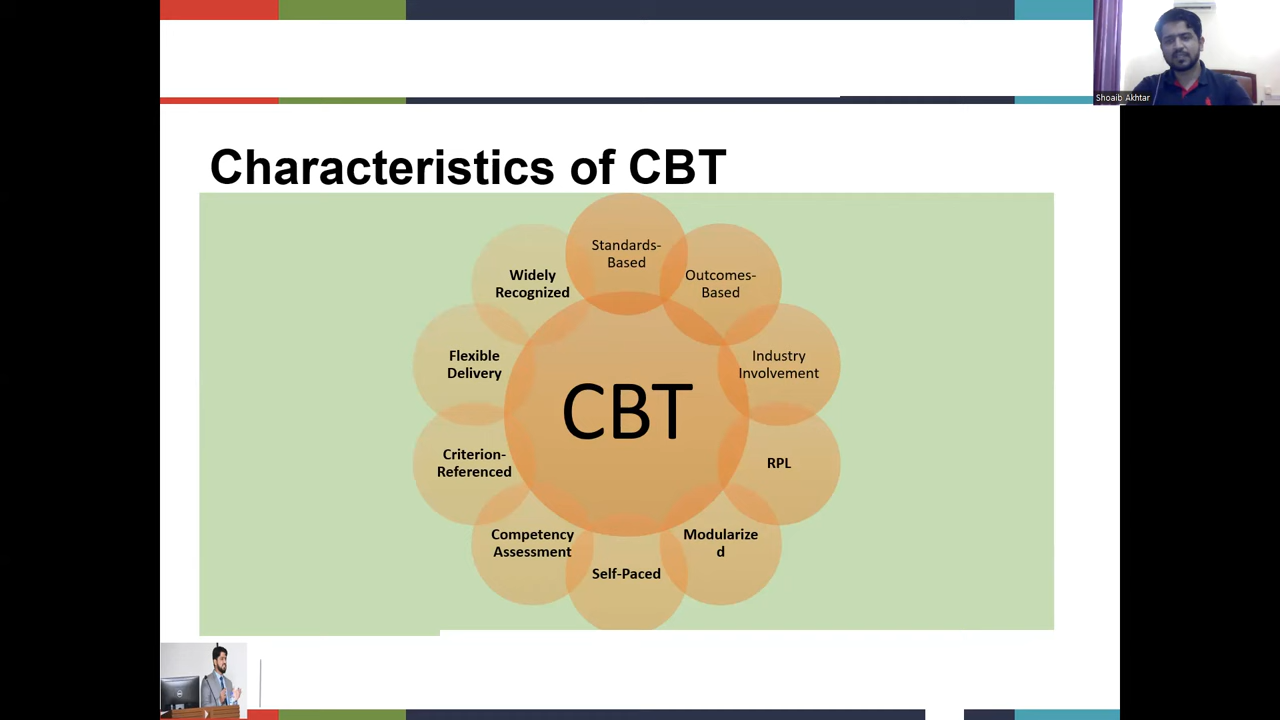 Shoaib Akhtar
Characteristics of CBT
Standards-
Based
Outcomes-
Based
Industry
Involvement
RPL
Modularize
d
Self-Paced
Competency
Assessment
Criterion-
Referenced
Flexible
Delivery
Widely
Recognized
CBT